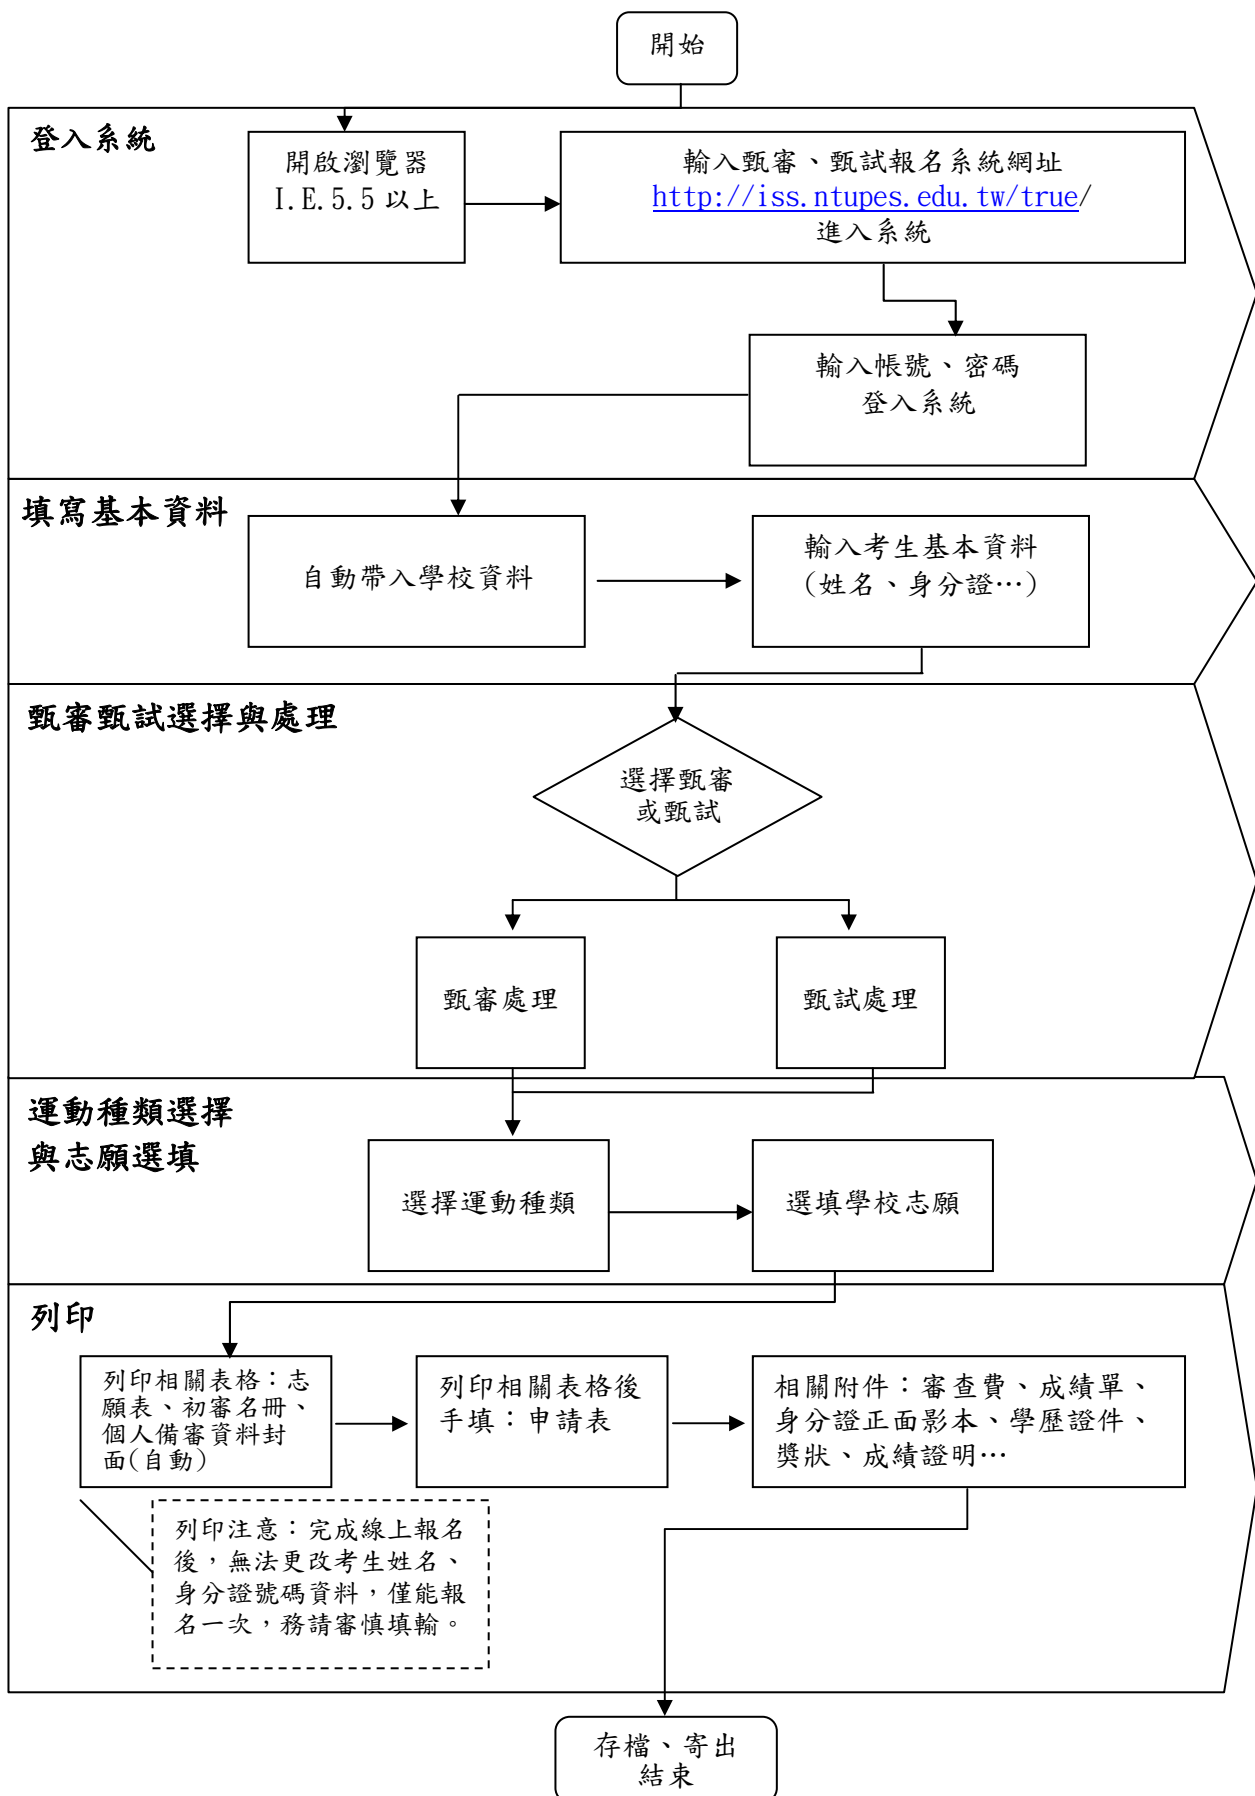 開始
登入系統
開啟瀏覽器
I.E.5.5 以上
輸入甄審、甄試報名系統網址
http://iss.ntupes.edu.tw/true/
進入系統
輸入帳號、密碼
登入系統
填寫基本資料
自動帶入學校資料
輸入考生基本資料
(姓名、身分證…)
甄審甄試選擇與處理
選擇甄審
或甄試
甄審處理
甄試處理
運動種類選擇
與志願選填
選擇運動種類
選填學校志願
列印
列印相關表格：志
願表、初審名冊、
個人備審資料封
面(自動)
列印相關表格後
手填：申請表
相關附件：審查費、成績單、
身分證正面影本、學歷證件、
獎狀、成績證明…
列印注意：完成線上報名
後，無法更改考生姓名、
身分證號碼資料，僅能報
名一次，務請審慎填輸。
存檔、寄出
結束